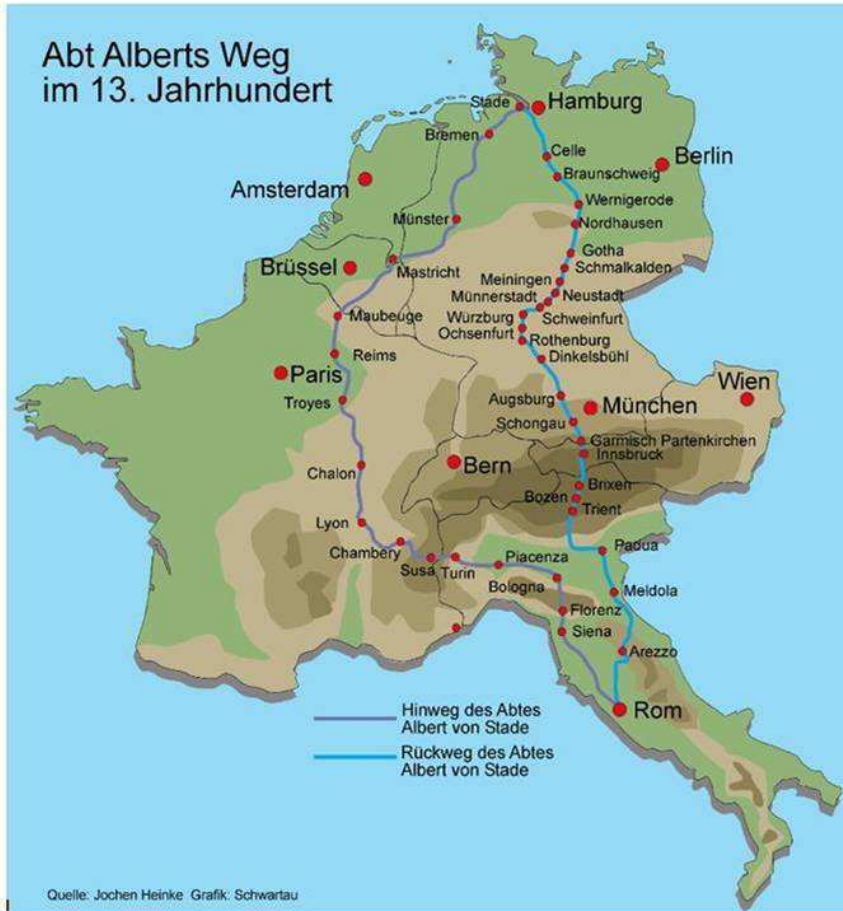 Abt Alberts Weg
im 13. Jahrhundert
Stade
Hamburg
Bremen
Celle
Berlin
Braunschweig
Amsterdam
Wernigerode
Münster
Nordhausen
Gotha
Brüssel
Mastricht
Schmalkalden
Meiningen
Neustadt
Münnerstadt
Maubeuge
Würzburg
Schweinfurt
Ochsenfurt
Rothenburg
Reims
Dinkelsbühl
Paris
Wien
Troyes
Augsburg
München
Schongau
Garmisch Partenkirchen
Innsbruck
Chalon
Bern
Brixen
Bozen
Trient
Lyon
Chambery
Padua
Susa
Turin
Piacenza
Bologna
Meldola
Florenz
Siena
Arezzo
Rom
Hinweg des Abtes
Albert von Stade
Rückweg des Abtes
Albert von Stade
Quelle: Jochen Heinke Grafik: Schwartau